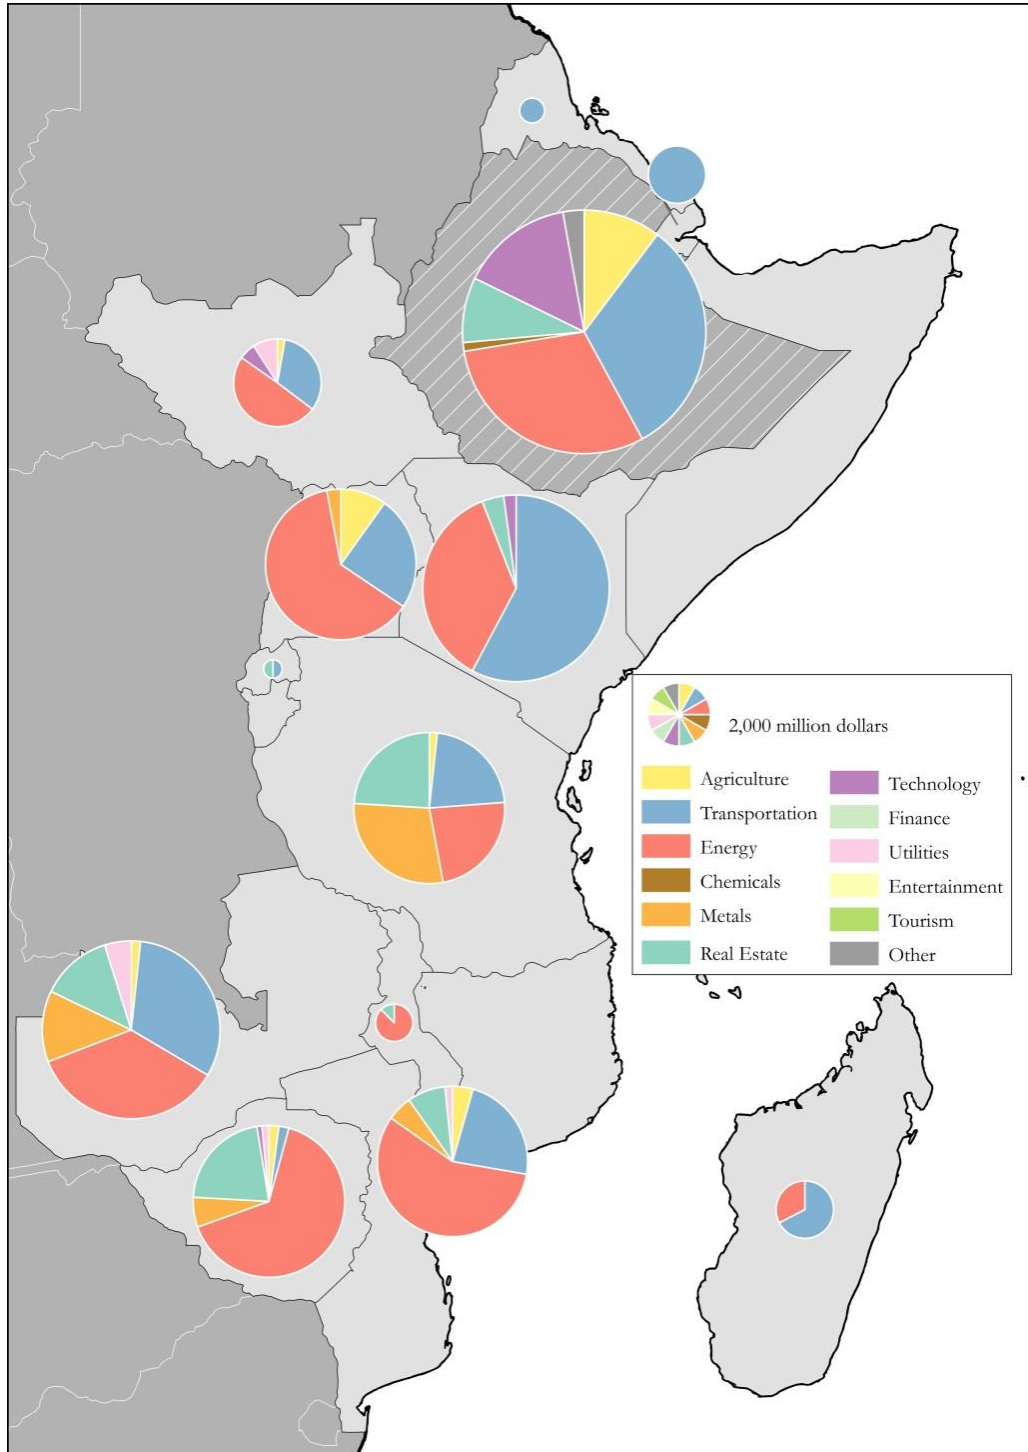 2,000 million dollars
Agriculture
Transportation
Energy
Chemicals
Metals
Real Estate
Technology
Finance
Utilities
Entertainment
Tourism
Other